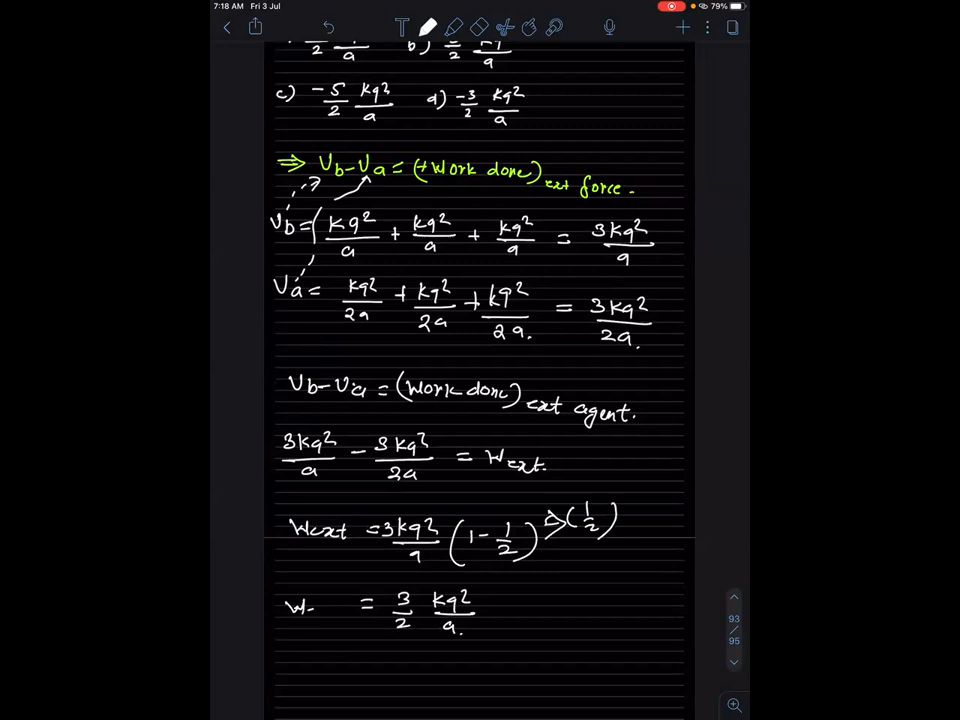 7:18 AM Fri 3 Jul 79%
2 a b) 2 a
c) -5/2 kq²/a d) -3/2 kq²/a
⇒ Ub-Ua = (+work done) ext force.
Ub = ( kq²/a + kq²/a + kq²/a = 3kq²/a
Ua = kq²/2a + kq²/2a + kq²/2a. = 3kq²/2a.
Ub-Ua = (work done) ext agent.
3kq²/a - 3kq²/2a = Wext.
Wext = 3kq²/a (1 - 1/2) ⇒ (1/2)
W- = 3/2 kq²/a.
93
/
95